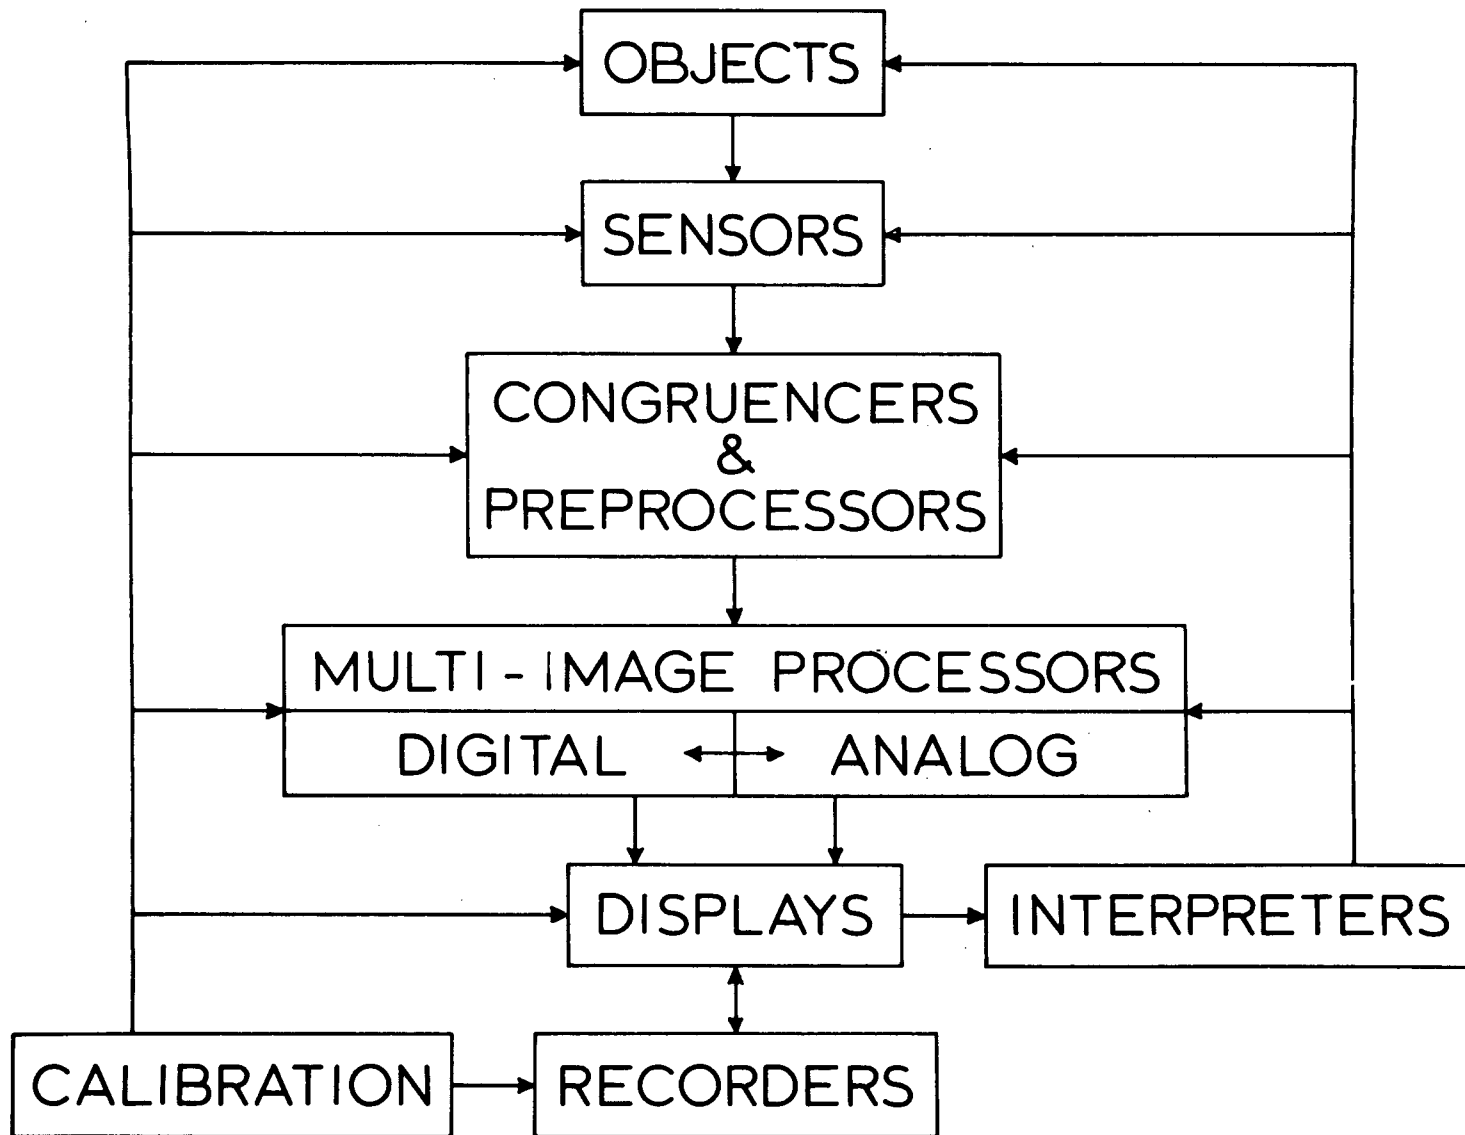 OBJECTS
SENSORS
CONGRUENCERS
&
PREPROCESSORS
MULTI-IMAGE PROCESSORS
DIGITAL
ANALOG
DISPLAYS
INTERPRETERS
CALIBRATION
RECORDERS